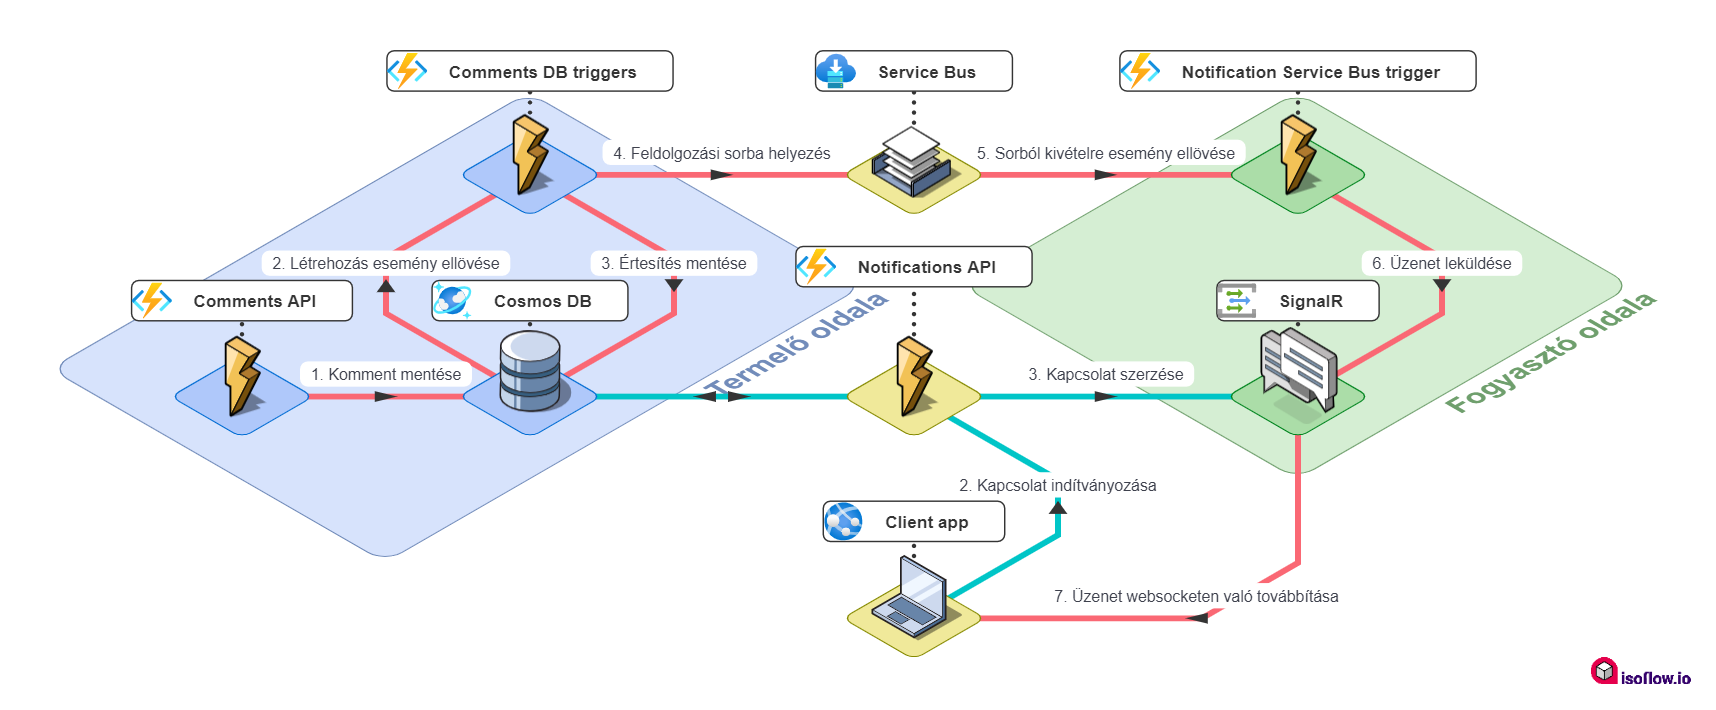 Comments DB triggers
Service Bus
Notification Service Bus trigger
4. Feldolgozási sorba helyezés
5. Sorból kivételre esemény ellövése
2. Létrehozás esemény ellövése
3. Értesítés mentése
Notifications API
6. Üzenet leküldése
Comments API
Cosmos DB
SignalR
Termelő oldala
Fogyasztó oldala
1. Komment mentése
3. Kapcsolat szerzése
2. Kapcsolat indítványozása
Client app
7. Üzenet websocketen való továbbítása
isoflow.io